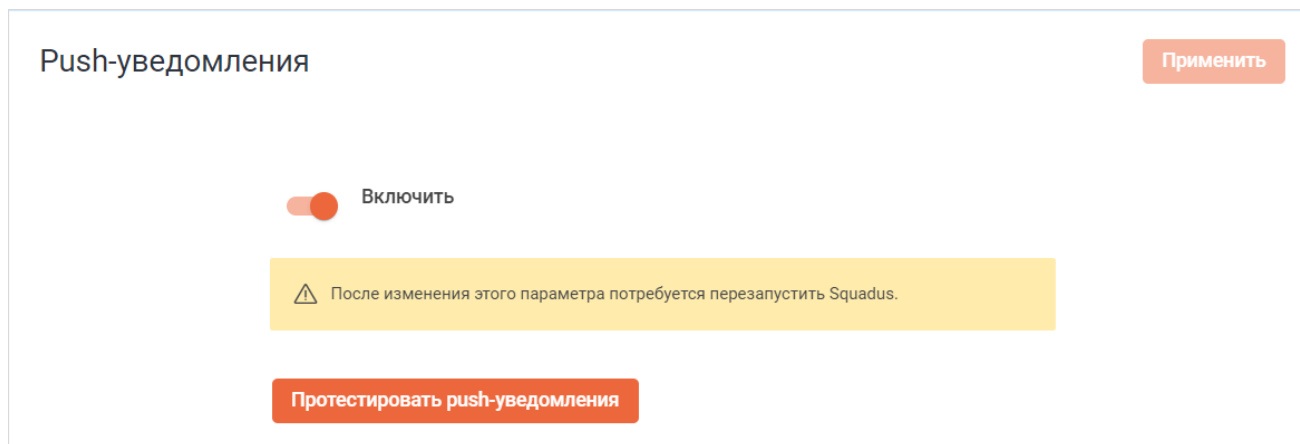 Push-уведомления
Применить
Включить
После изменения этого параметра потребуется перезапустить Squadus.
Протестировать push-уведомления